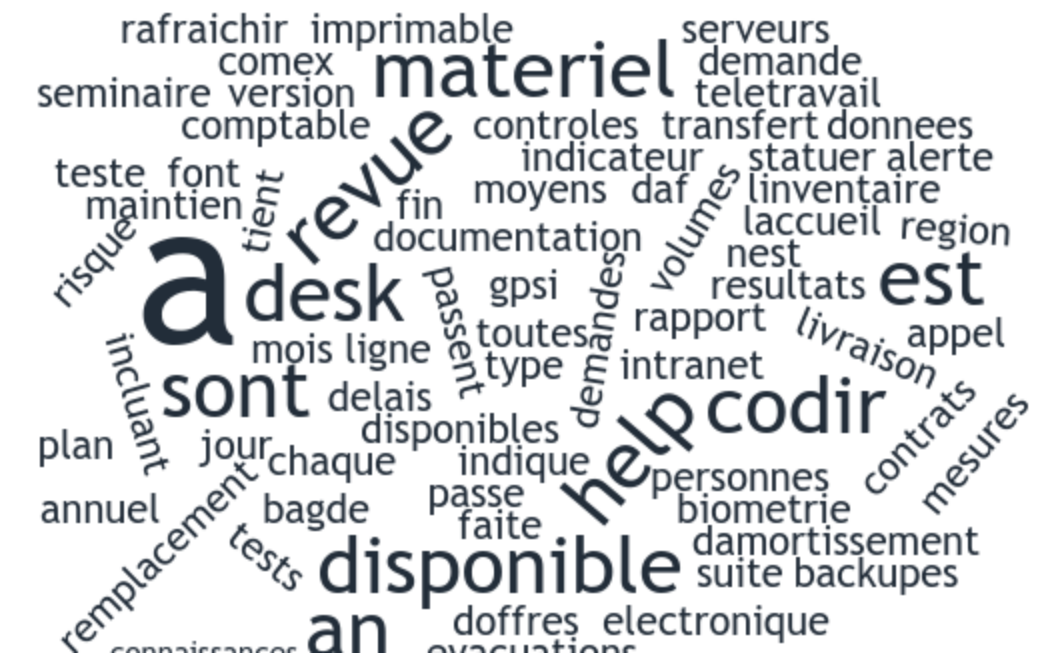 rafraichir imprimable serveurs
comex materiel demande
seminaire version teletravail
comptable revue controles transfert donnees
indicateur statuer alerte
teste font tient moyens daf volumes linventaire
maintien fin laccueil region
risque a documentation nest
desk passent gpsi demandes resultats est
mois ligne toutes rapport livraison appel
incluant type intranet
sont delais help codir contrats mesures
plan jour disponibles
chaque indique personnes
remplacement annuel bagde passe biometrie
tests faite
disponible damortissement
suite backupes
an doffres electronique
connaissances evacuations